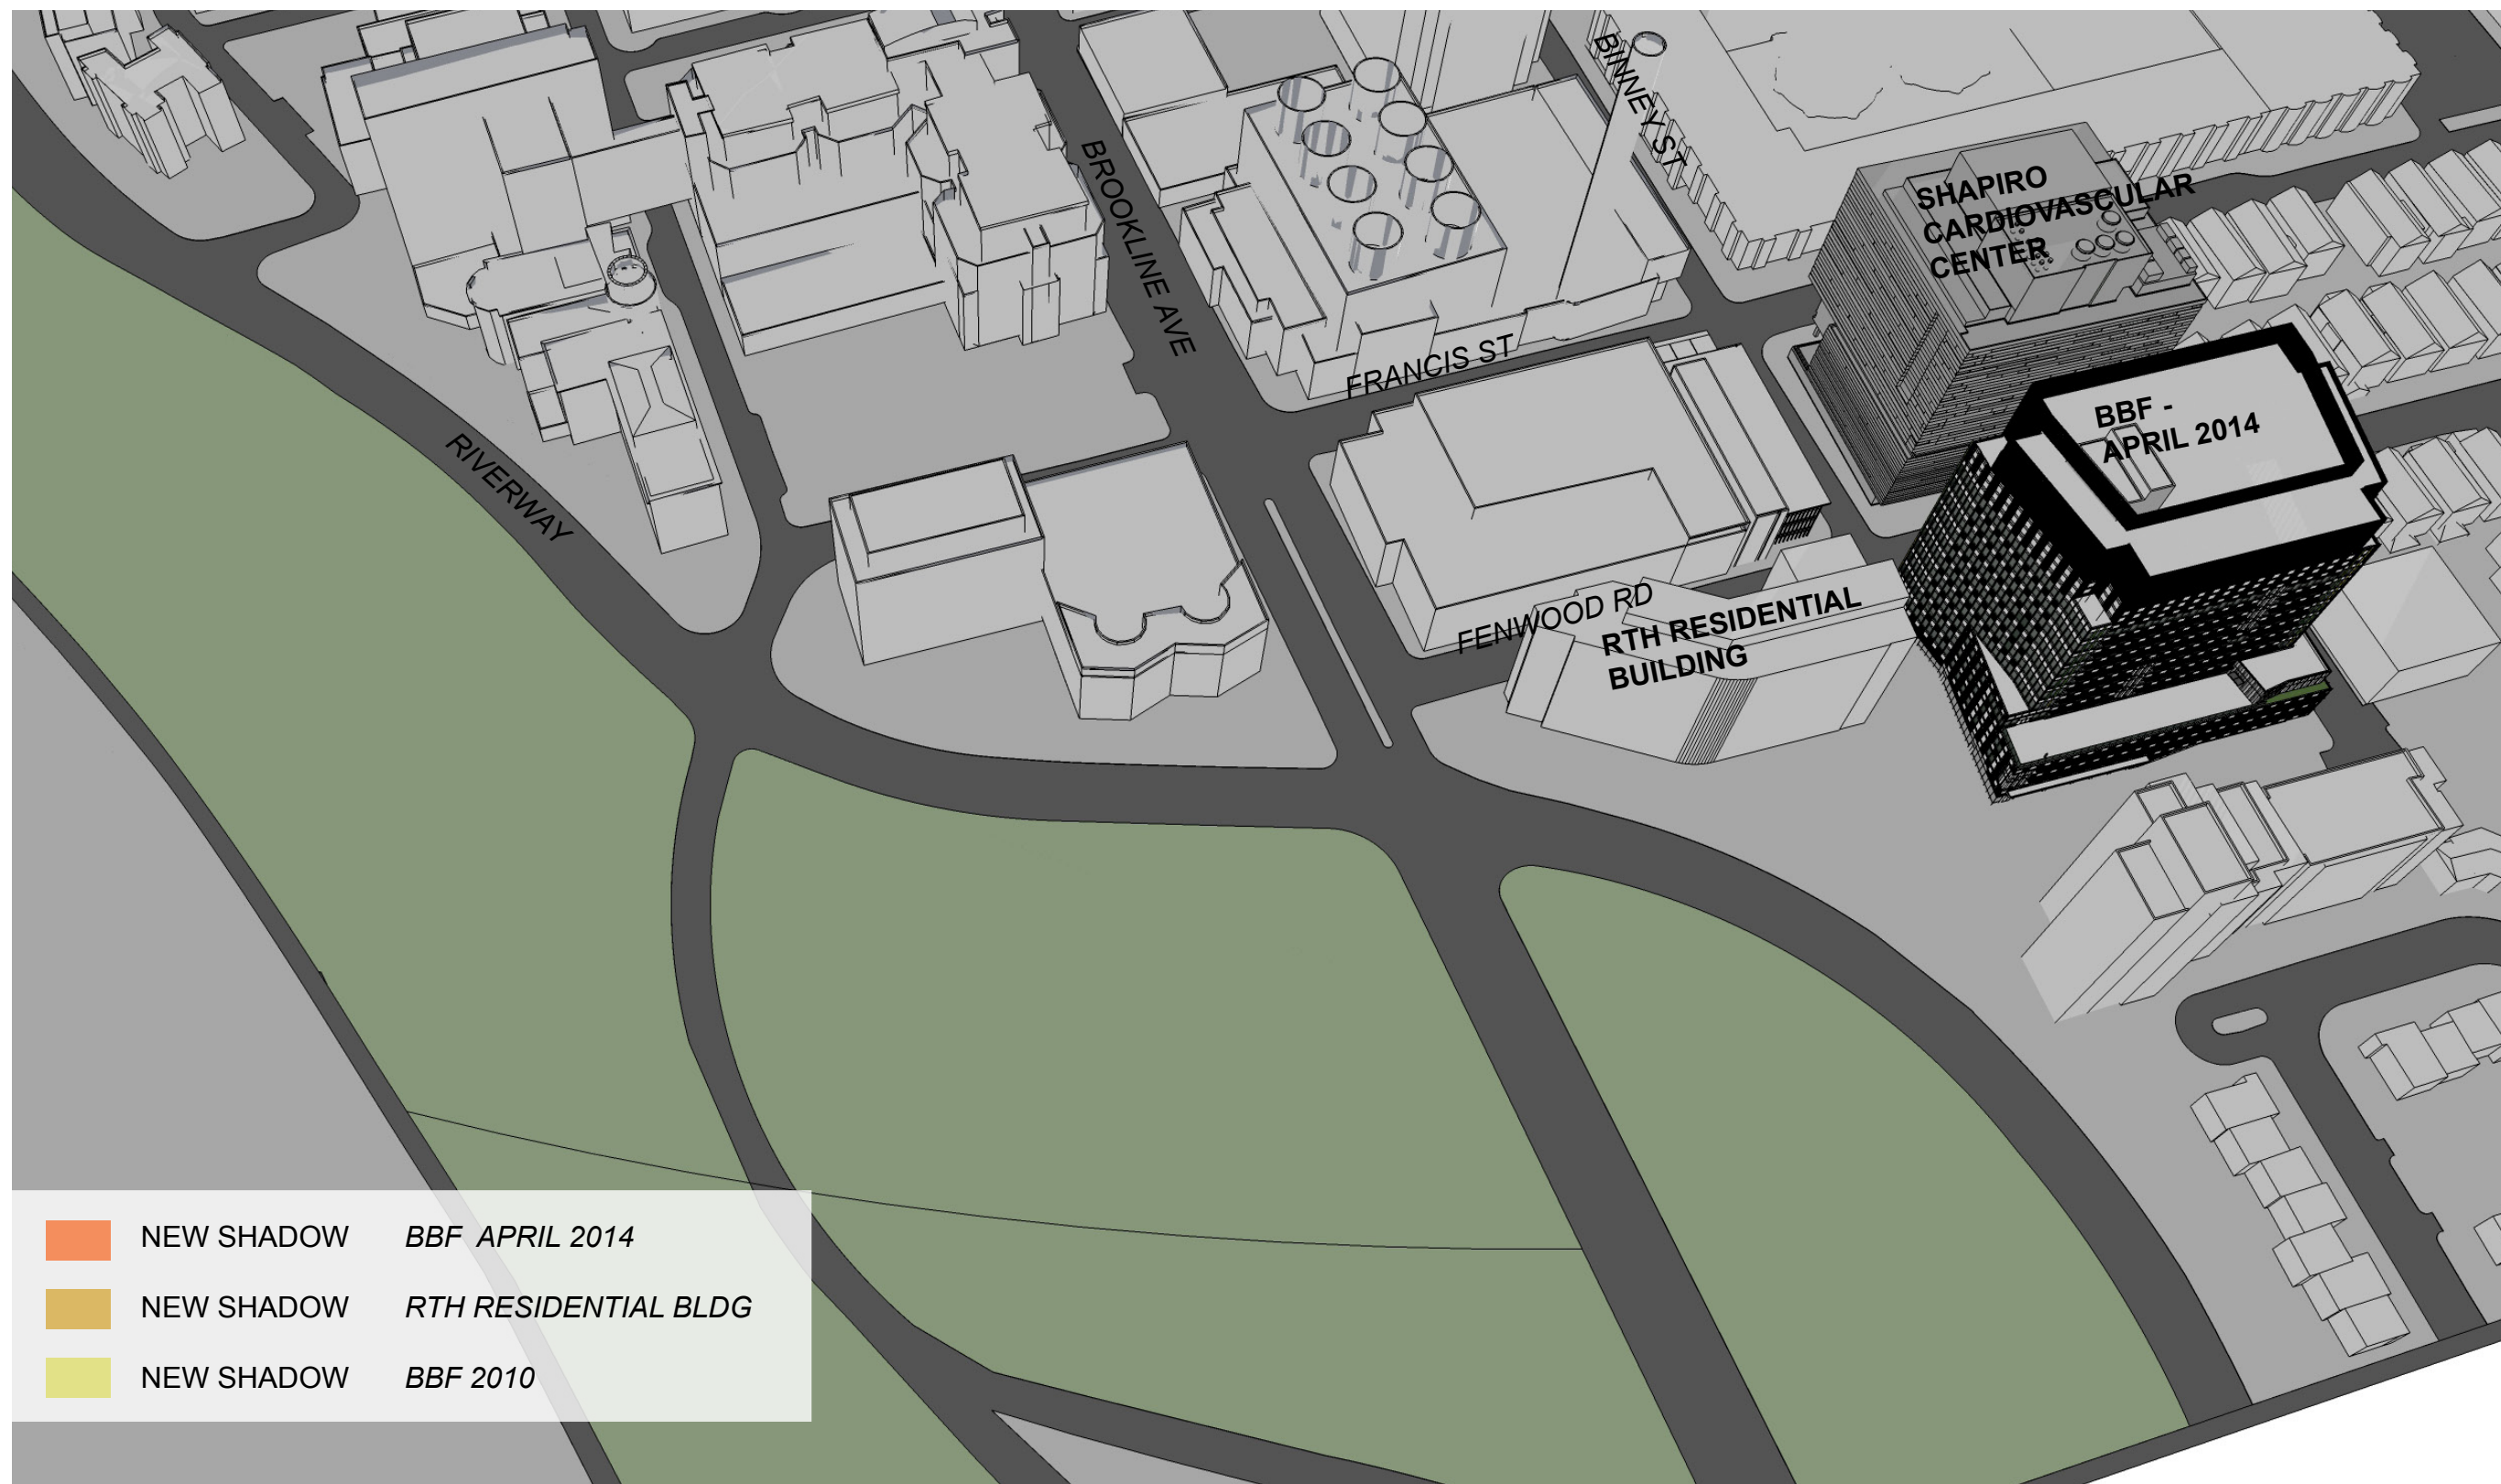 BINNEY ST
BROOKLINE AVE
SHAPIRO
CARDIOVASCULAR
CENTER
FRANCIS ST
BBF -
APRIL 2014
RIVERWAY
FENWOOD RD
RTH RESIDENTIAL
BUILDING
NEW SHADOW BBF APRIL 2014
NEW SHADOW RTH RESIDENTIAL BLDG
NEW SHADOW BBF 2010